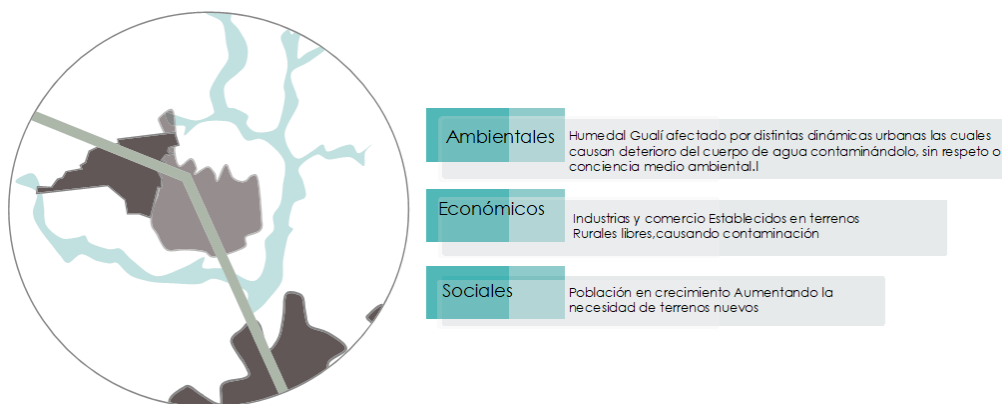 Ambientales
Humedal Gualí afectado por distintas dinámicas urbanas las cuales
causan deterioro del cuerpo de agua contaminándolo, sin respeto o
conciencia medio ambiental.l
Económicos
Industrias y comercio Establecidos en terrenos
Rurales libres,causando contaminación
Sociales
Población en crecimiento Aumentando la
necesidad de terrenos nuevos